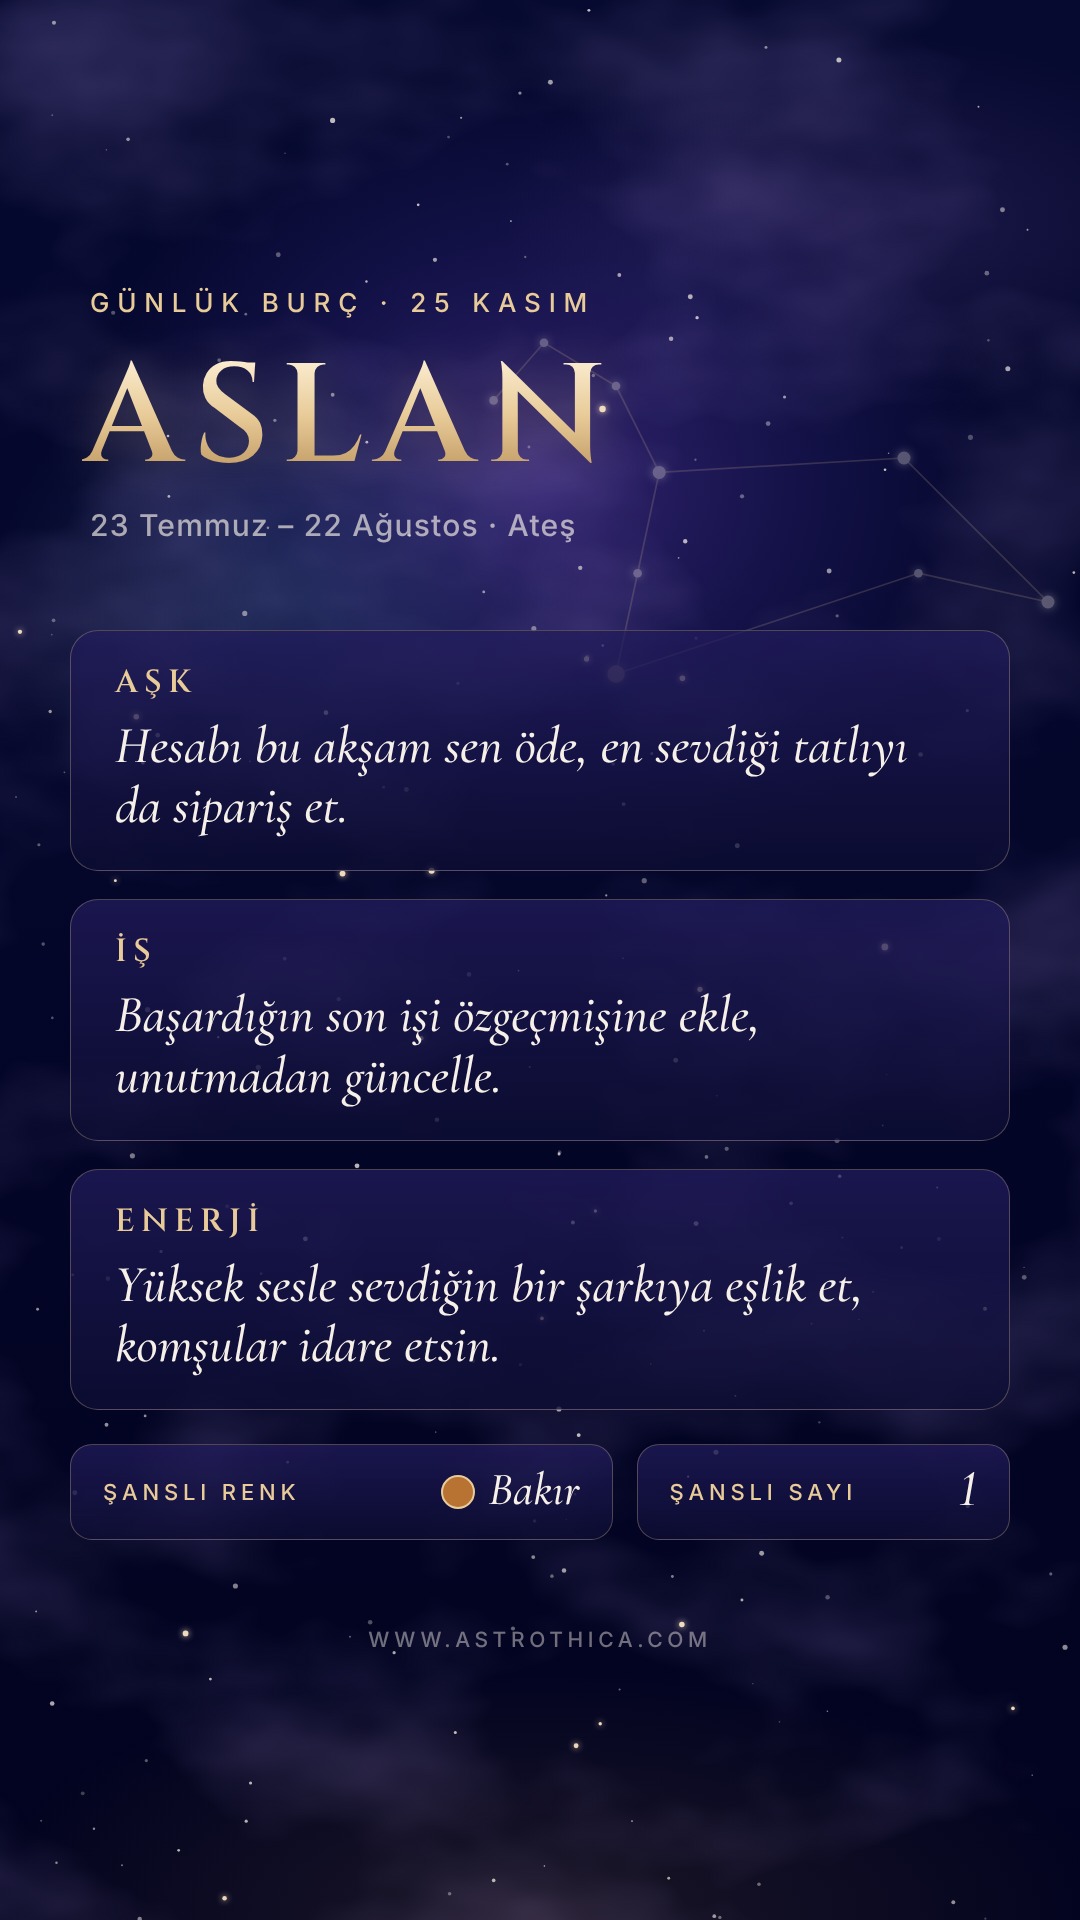 GÜNLÜK BURÇ · 25 KASIM
ASLAN
23 Temmuz – 22 Ağustos · Ateş
AŞK
Hesabı bu akşam sen öde, en sevdiği tatlıyı
da sipariş et.
İŞ
Başardığın son işi özgeçmişine ekle,
unutmadan güncelle.
ENERJİ
Yüksek sesle sevdiğin bir şarkıya eşlik et,
komşular idare etsin.
ŞANSLI RENK Bakır
ŞANSLI SAYI 1
WWW.ASTROTHICA.COM